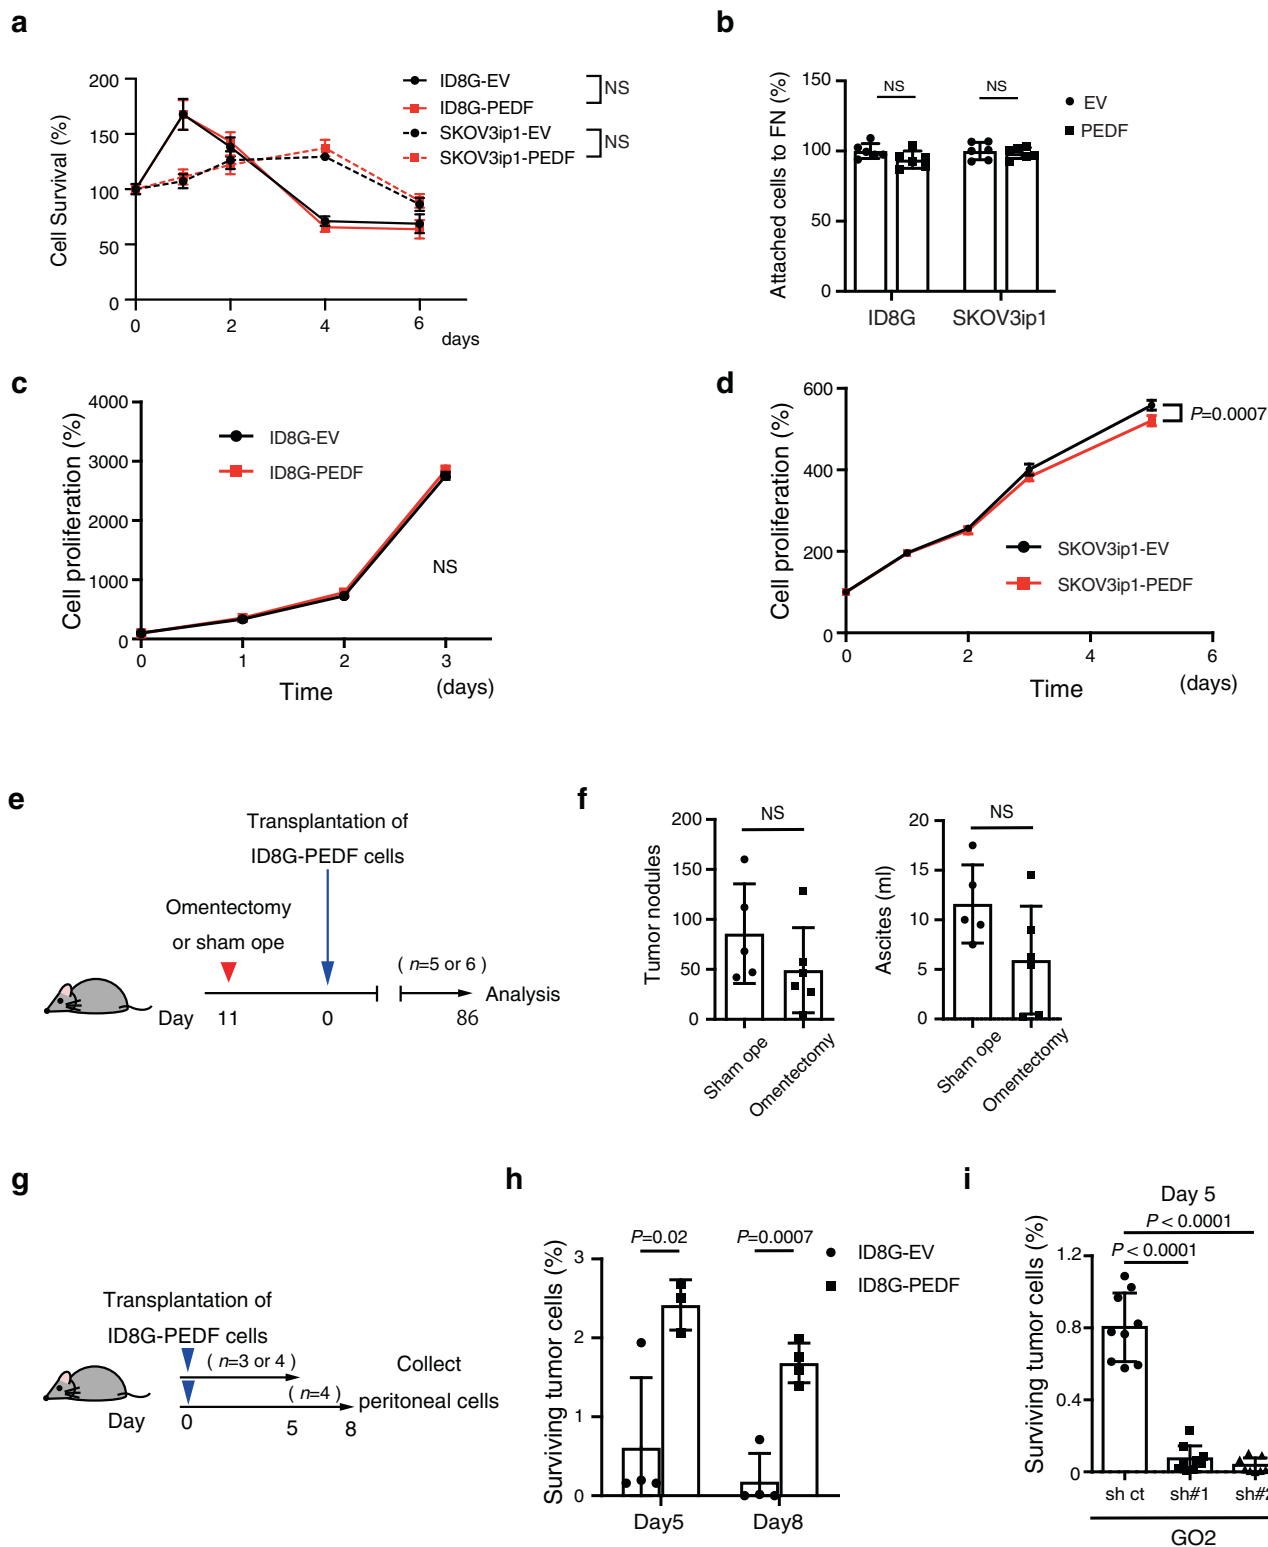 a
200
150
100
50
0
Cell Survival (%)
0 2 4 6
days
ID8G-EV
ID8G-PEDF
SKOV3ip1-EV
SKOV3ip1-PEDF
NS
NS
b
150
100
50
0
Attached cells to FN (%)
NS NS
EV
PEDF
ID8G SKOV3ip1
c
4000
3000
2000
1000
0
Cell proliferation (%)
ID8G-EV
ID8G-PEDF
NS
0 1 2 3
Time (days)
d
600
400
200
0
Cell proliferation (%)
P=0.0007
SKOV3ip1-EV
SKOV3ip1-PEDF
0 2 4 6
Time (days)
e
Transplantation of
ID8G-PEDF cells
Omentectomy
or sham ope
( n=5 or 6 )
Analysis
Day 11 0 86
f
200
150
100
50
0
Tumor nodules
NS
Sham ope
Omentectomy
20
15
10
5
0
Ascites (ml)
NS
Sham ope
Omentectomy
g
Transplantation of
ID8G-PEDF cells
( n=3 or 4 )
( n=4 )
Collect
peritoneal cells
Day 0 5 8
h
3
2
1
0
Surviving tumor cells (%)
P=0.02 P=0.0007
ID8G-EV
ID8G-PEDF
Day5 Day8
i
Day 5
P < 0.0001
P < 0.0001
1.2
0.8
0.4
0
Surviving tumor cells (%)
sh ct sh#1 sh#2
GO2